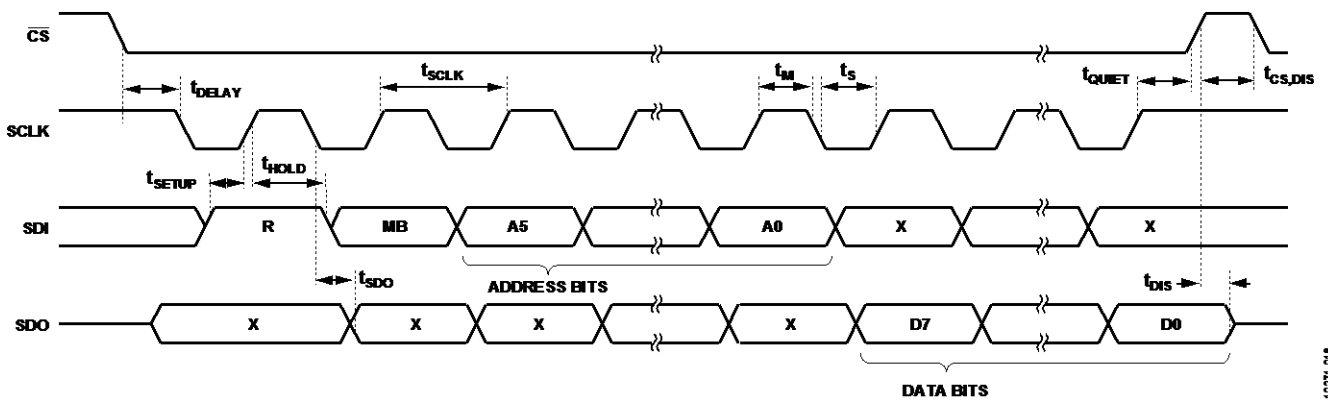 CS
tDELAY
tSCLK
tM
tS
tQUIET
tCS,DIS
SCLK
tSETUP
tHOLD
SDI
R
MB
A5
A0
X
X
tSDO
ADDRESS BITS
tDIS
SDO
X
X
X
X
D7
D0
DATA BITS